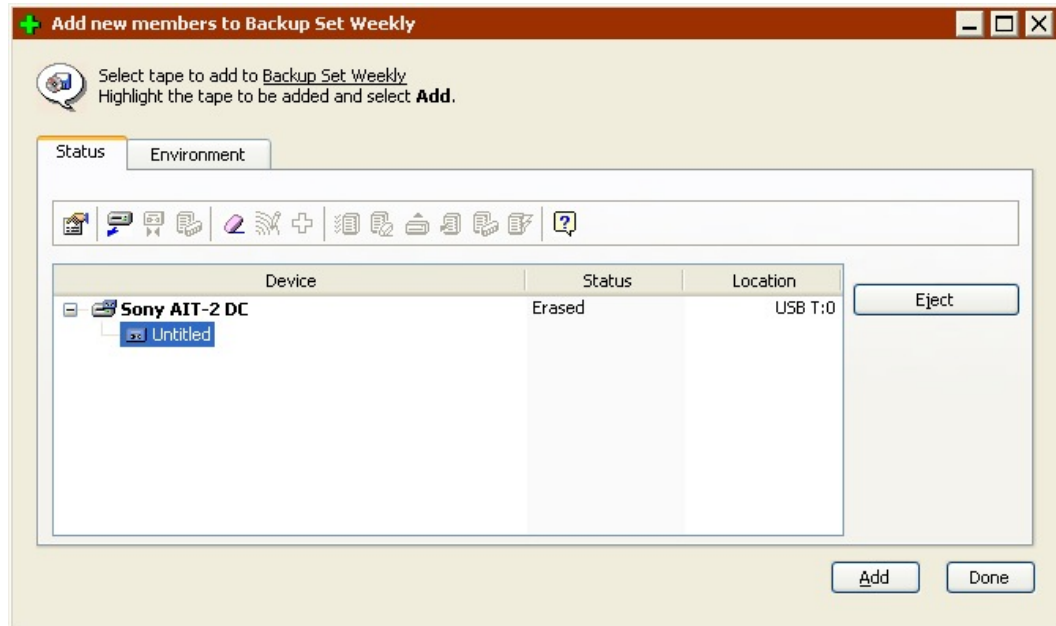 Add new members to Backup Set Weekly
Select tape to add to Backup Set Weekly
Highlight the tape to be added and select Add.
Status Environment
Device Status Location
Sony AIT-2 DC Erased USB T:0 Eject
Untitled
Add Done